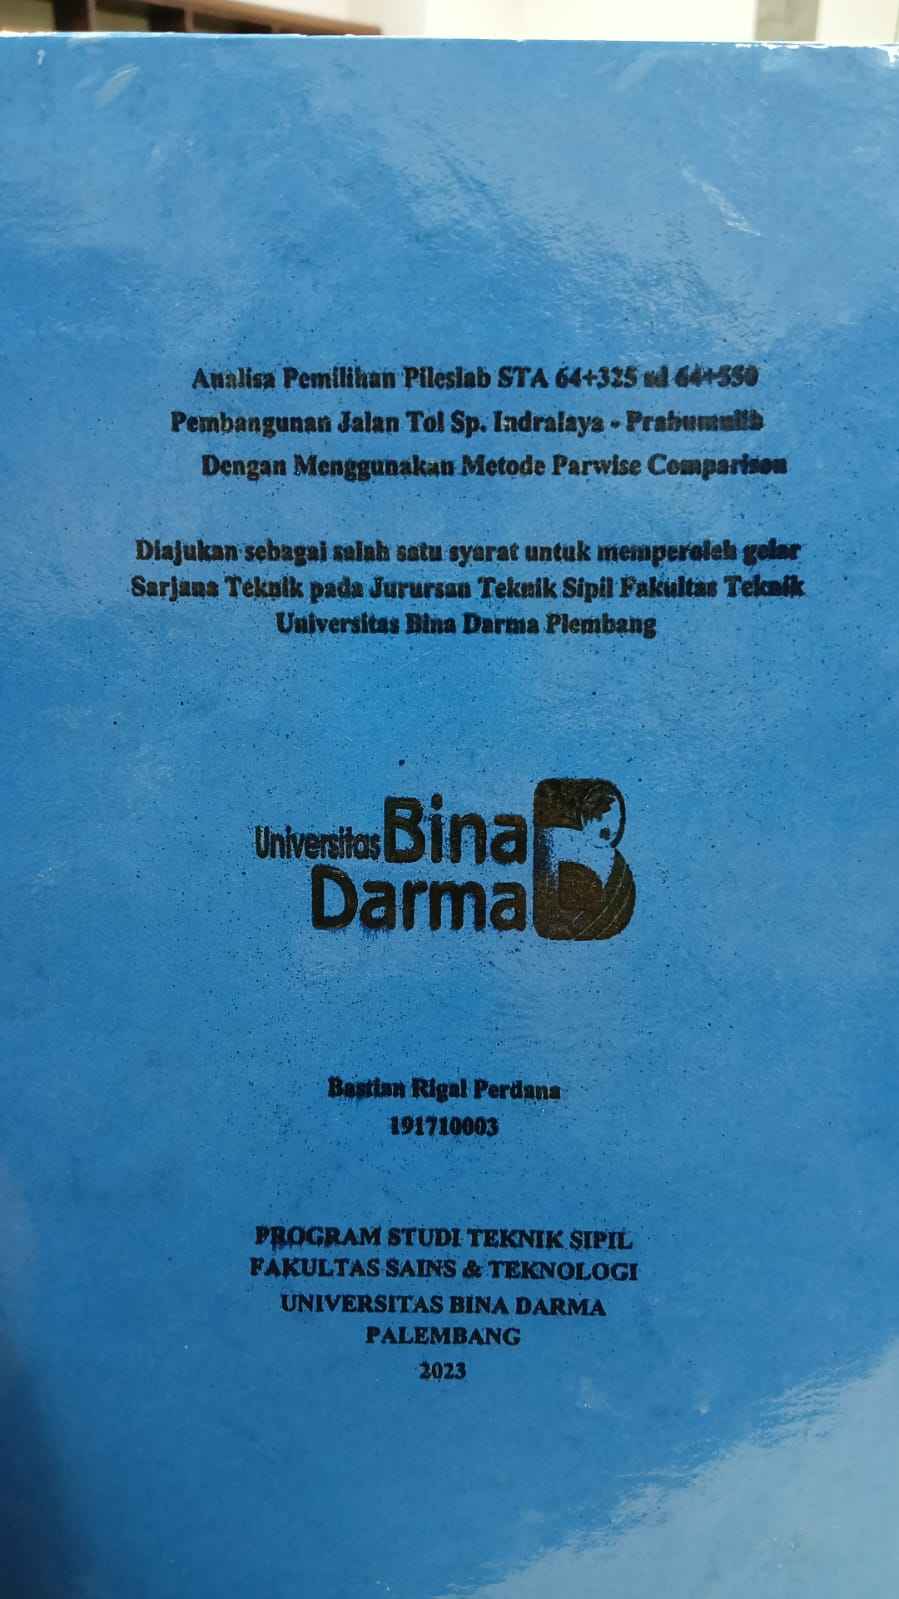 Analisa Pemilihan Pileslab STA 64+325 sd 64+550
Pembangunan Jalan Tol Sp. Indralaya - Prabumulih
Dengan Menggunakan Metode Parwise Comparison
Diajukan sebagai salah satu syarat untuk memperoleh gelar
Sarjana Teknik pada Jurursan Teknik Sipil Fakultas Teknik
Universitas Bina Darma Plembang
Universitas Bina
Darma
Bastian Rigal Perdana
191710003
PROGRAM STUDI TEKNIK SIPIL
FAKULTAS SAINS & TEKNOLOGI
UNIVERSITAS BINA DARMA
PALEMBANG
2023